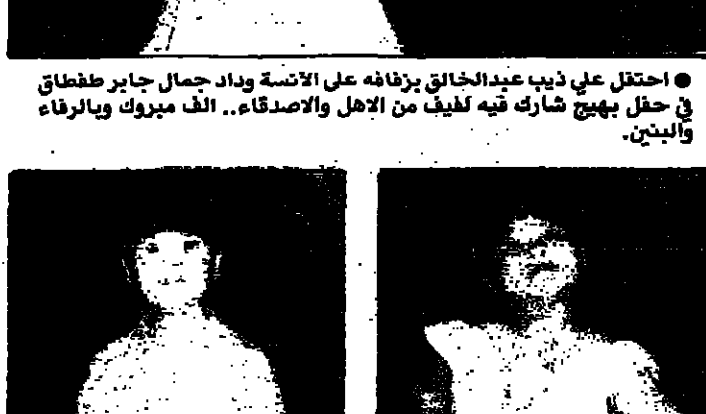 ● احتفل علي ذيب عبدالخالق بزفافه على الآنسة وداد جمال جابر طفطاق
في حفل بهيج شارك فيه لفيف من الاهل والاصدقاء.. الف مبروك وبالرفاء
والبنين.